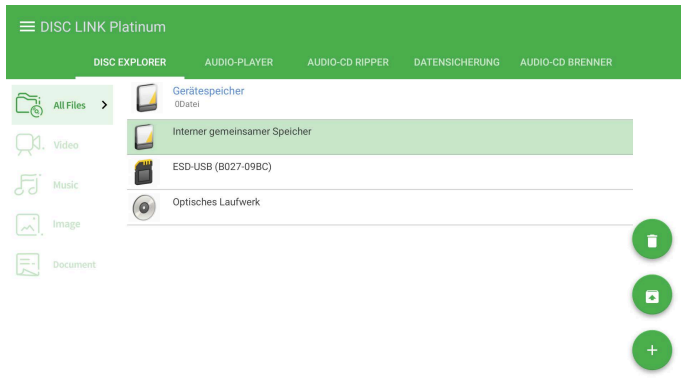 DISC LINK Platinum
DISC EXPLORER AUDIO-PLAYER AUDIO-CD RIPPER DATENSICHERUNG AUDIO-CD BRENNER
All Files
Video
Music
Image
Document
Gerätespeicher
0Datei
Interner gemeinsamer Speicher
ESD-USB (B027-09BC)
Optisches Laufwerk